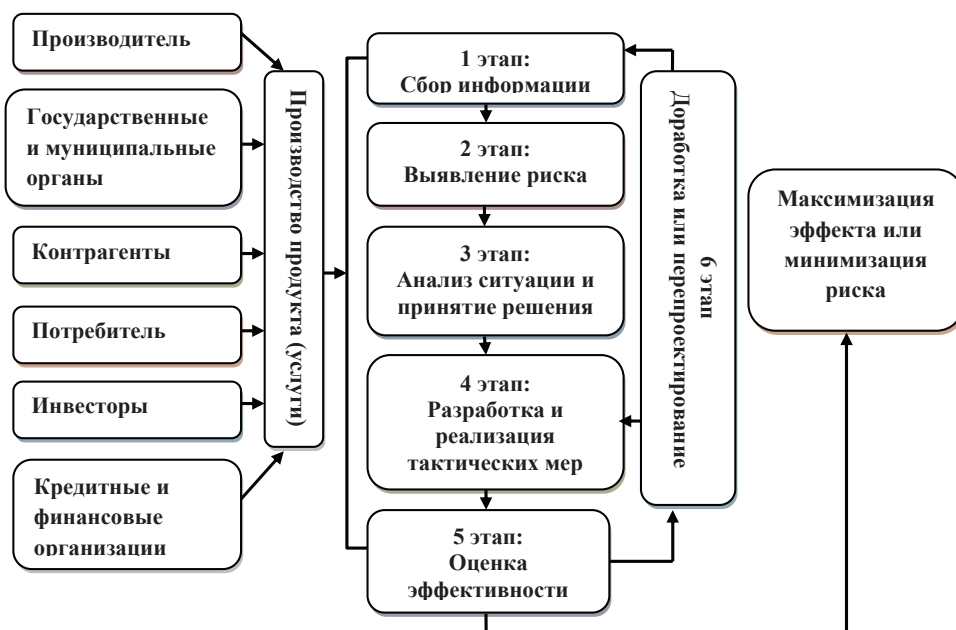 Производитель
Государственные
и муниципальные
органы
Контрагенты
Потребитель
Инвесторы
Кредитные и
финансовые
организации
Производство продукта (услуги)
1 этап:
Сбор информации
2 этап:
Выявление риска
3 этап:
Анализ ситуации и
принятие решения
4 этап:
Разработка и
реализация
тактических мер
5 этап:
Оценка
эффективности
6 этап
Доработка или перепроектирование
Максимизация
эффекта или
минимизация
риска